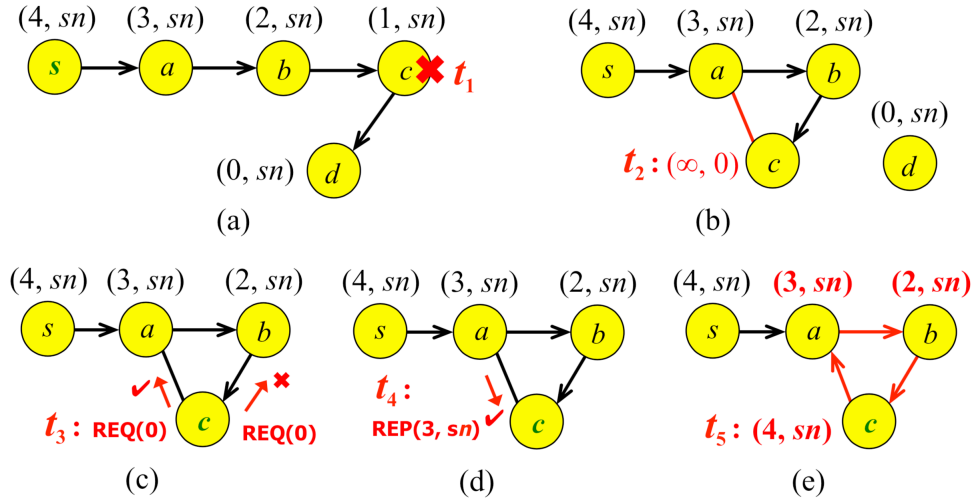 (4, sn) (3, sn) (2, sn) (1, sn)
s a b c t1
(0, sn) d
(a)
(4, sn) (3, sn) (2, sn)
s a b
(0, sn)
t2: (∞, 0) c d
(b)
(4, sn) (3, sn) (2, sn)
s a b
t3: REQ(0) c REQ(0)
(c)
(4, sn) (3, sn) (2, sn)
s a b
t4:
REP(3, sn) c
(d)
(4, sn) (3, sn) (2, sn)
s a b
t5: (4, sn) c
(e)